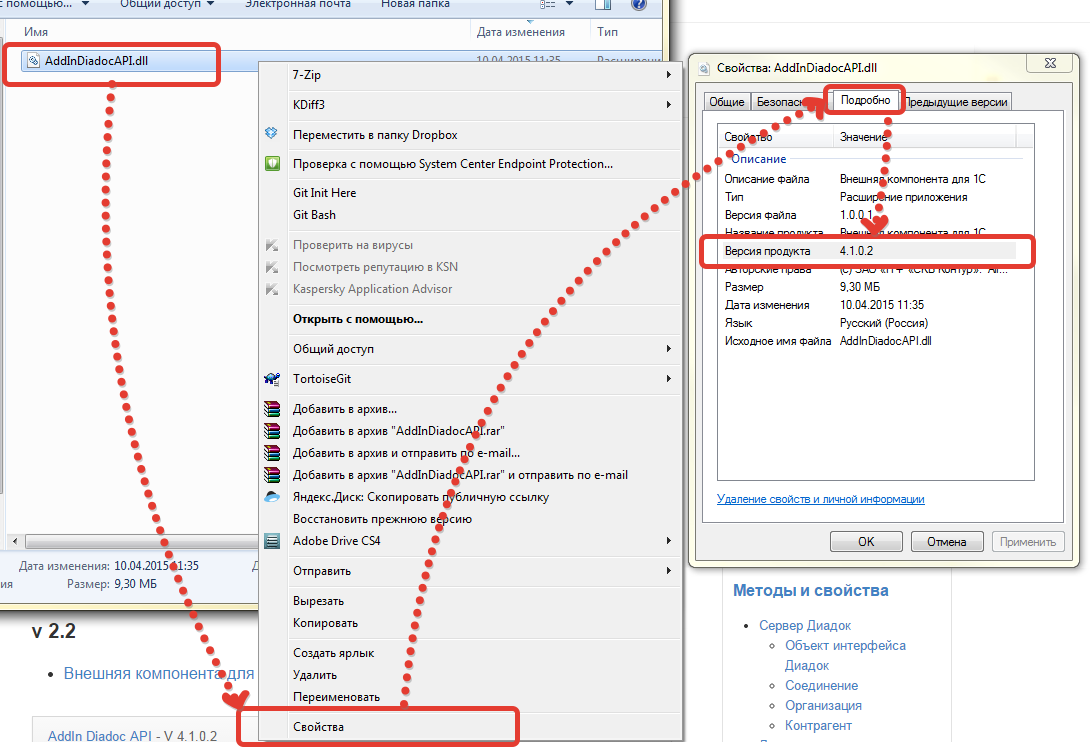 с помощью...
Общий доступ
Электронная почта
Новая папка
Имя
Дата изменения
Тип
AddInDiadocAPI.dll
10.04.2015 11:35
Расширени
7-Zip
KDiff3
Переместить в папку Dropbox
Проверка с помощью System Center Endpoint Protection...
Git Init Here
Git Bash
Проверить на вирусы
Посмотреть репутацию в KSN
Kaspersky Application Advisor
Открыть с помощью...
Общий доступ
TortoiseGit
Добавить в архив...
Добавить в архив "AddInDiadocAPI.rar"
Добавить в архив и отправить по e-mail...
Добавить в архив "AddInDiadocAPI.rar" и отправить по e-mail
Яндекс.Диск: Скопировать публичную ссылку
Восстановить прежнюю версию
Adobe Drive CS4
Отправить
Вырезать
Копировать
Создать ярлык
Удалить
Переименовать
Свойства
Дата изменения: 10.04.2015 11:35
ия
Размер: 9,30 МБ
v 2.2
Внешняя компонента для
AddIn Diadoc API - V 4.1.0.2
Свойства: AddInDiadocAPI.dll
Общие
Подробно
Предыдущие версии
Свойство Значение
Описание
Описание файла Внешняя компонента для 1С
Тип Расширение приложения
Версия файла 1.0.0.1
Название продукта Внешняя компонента для 1С
Версия продукта 4.1.0.2
Авторские права (с) ЗАО «ПФ «СКБ Контур». Al...
Размер 9,30 МБ
Дата изменения 10.04.2015 11:35
Язык Русский (Россия)
Исходное имя файла AddInDiadocAPI.dll
Удаление свойств и личной информации
ОК Отмена Применить
Методы и свойства
Сервер Диадок
Объект интерфейса
Диадок
Соединение
Организация
Контрагент